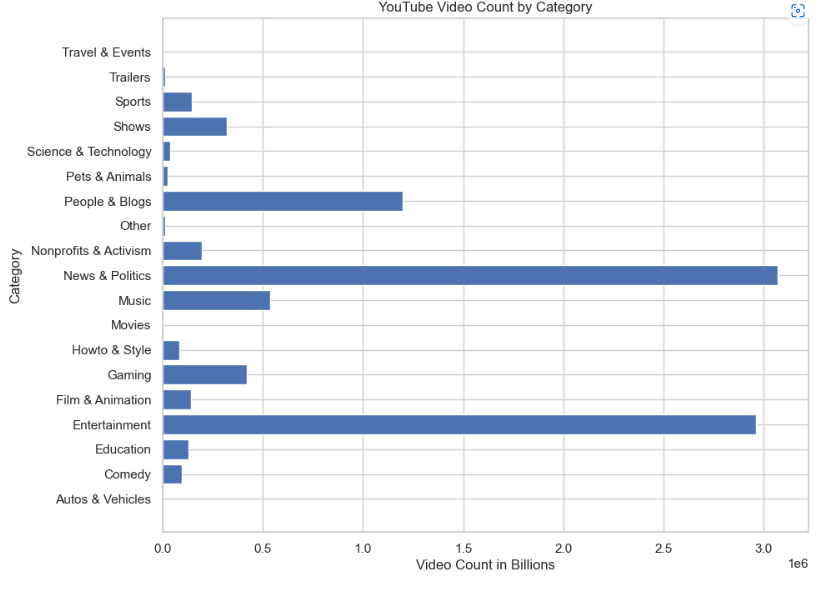 YouTube Video Count by Category
Travel & Events
Trailers
Sports
Shows
Science & Technology
Pets & Animals
People & Blogs
Other
Nonprofits & Activism
News & Politics
Music
Movies
Howto & Style
Gaming
Film & Animation
Entertainment
Education
Comedy
Autos & Vehicles
Category
0.0 0.5 1.0 1.5 2.0 2.5 3.0
1e6
Video Count in Billions